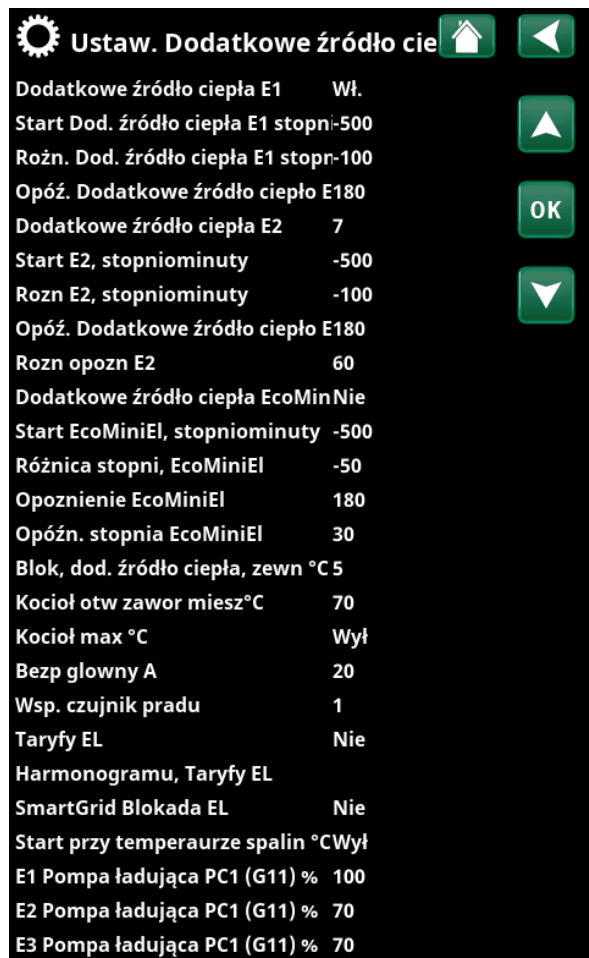 Ustaw. Dodatkowe źródło cie
Dodatkowe źródło ciepła E1 Wł.
Start Dod. źródło ciepła E1 stopni -500
Rożn. Dod. źródło ciepła E1 stopn -100
Opóź. Dodatkowe źródło ciepło E 180
OK
Dodatkowe źródło ciepła E2 7
Start E2, stopniominuty -500
Rozn E2, stopniominuty -100
Opóź. Dodatkowe źródło ciepło E 180
Rozn opozn E2 60
Dodatkowe źródło ciepła EcoMin Nie
Start EcoMiniEl, stopniominuty -500
Różnica stopni, EcoMiniEl -50
Opoznienie EcoMiniEl 180
Opóźn. stopnia EcoMiniEl 30
Blok, dod. źródło ciepła, zewn °C 5
Kocioł otw zawor miesz°C 70
Kocioł max °C Wył
Bezp glowny A 20
Wsp. czujnik pradu 1
Taryfy EL Nie
Harmonogramu, Taryfy EL
SmartGrid Blokada EL Nie
Start przy temperaurze spalin °C Wył
E1 Pompa ładująca PC1 (G11) % 100
E2 Pompa ładująca PC1 (G11) % 70
E3 Pompa ładująca PC1 (G11) % 70